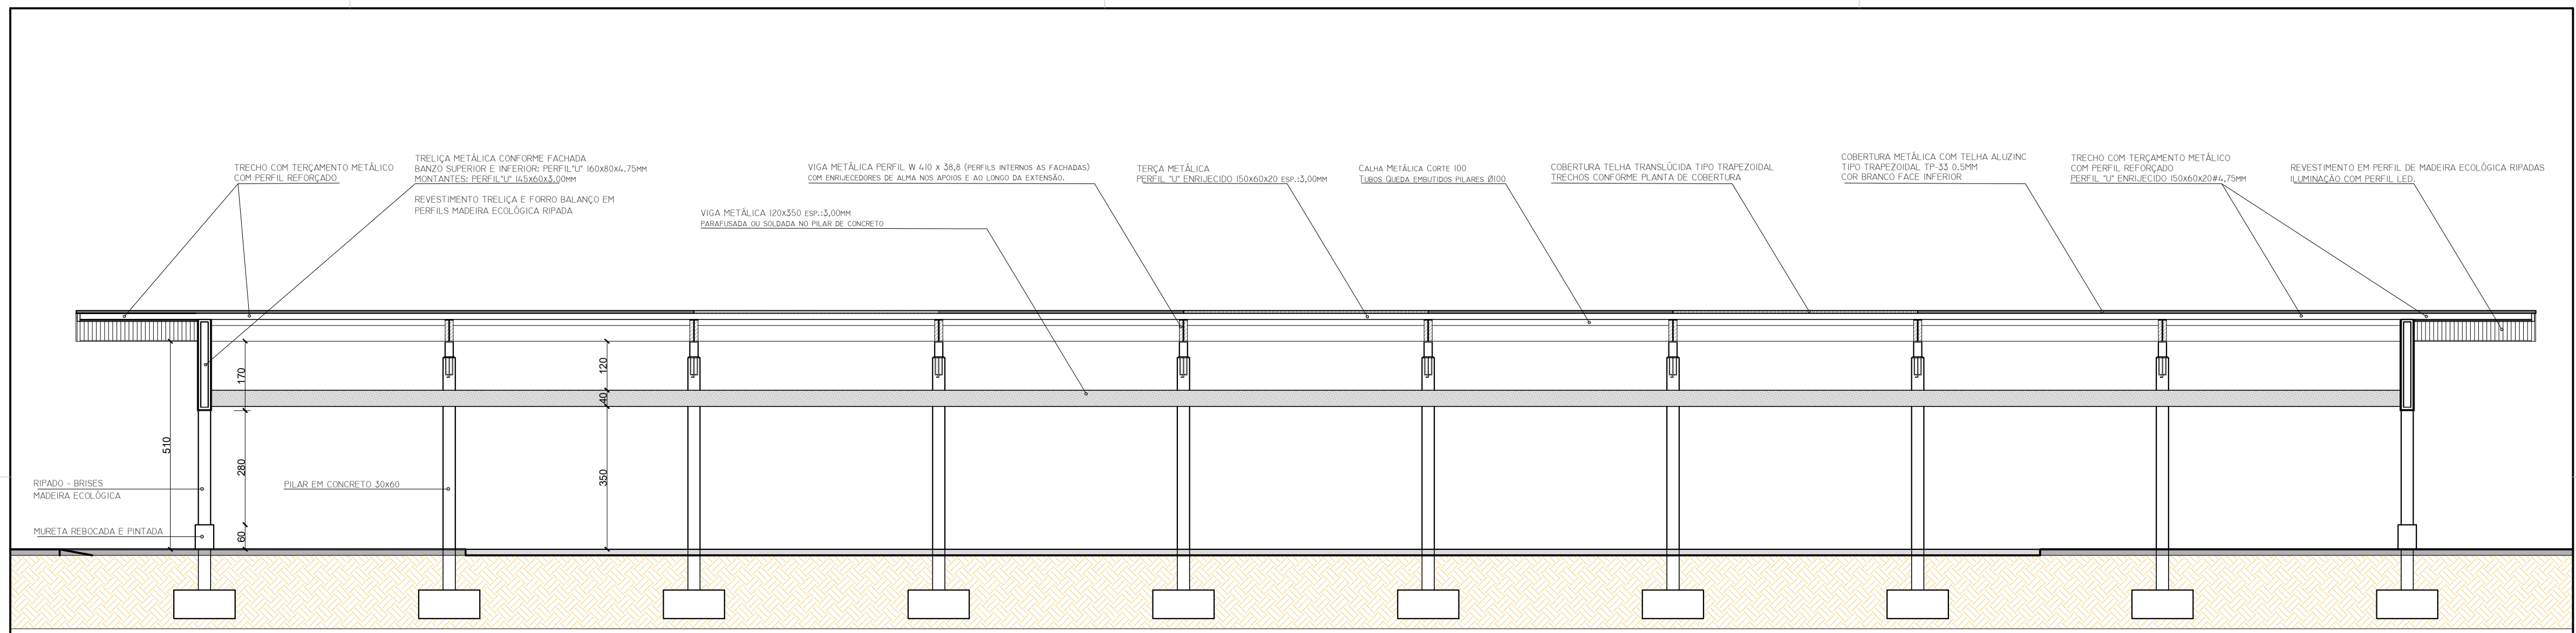 TRECHO COM TERÇAMENTO METÁLICO
COM PERFIL REFORÇADO
TRELIÇA METÁLICA CONFORME FACHADA
BANZO SUPERIOR E INFERIOR: PERFIL"U" 160x80x4,75MM
MONTANTES: PERFIL"U" 145x60x3.00MM
REVESTIMENTO TRELIÇA E FORRO BALANÇO EM
PERFILS MADEIRA ECOLÓGICA RIPADA
VIGA METÁLICA 120x350 ESP.:3,00MM
PARAFUSADA OU SOLDADA NO PILAR DE CONCRETO
VIGA METÁLICA PERFIL W 410 X 38,8 (PERFILS INTERNOS AS FACHADAS)
COM ENRIJECEDORES DE ALMA NOS APOIOS E AO LONGO DA EXTENSÃO.
TERÇA METÁLICA
PERFIL "U" ENRIJECIDO 150x60x20 ESP.:3,00MM
CALHA METÁLICA CORTE 100
TUBOS QUEDA EMBUTIDOS PILARES Ø100
COBERTURA TELHA TRANSLÚCIDA TIPO TRAPEZOIDAL
TRECHOS CONFORME PLANTA DE COBERTURA
COBERTURA METÁLICA COM TELHA ALUZINC
TIPO TRAPEZOIDAL TP-33 0.5MM
COR BRANCO FACE INFERIOR
TRECHO COM TERÇAMENTO METÁLICO
COM PERFIL REFORÇADO
PERFIL "U" ENRIJECIDO 150x60x20#4,75MM
REVESTIMENTO EM PERFIL DE MADEIRA ECOLÓGICA RIPADAS
ILUMINAÇÃO COM PERFIL LED.
170
120
40
510
280
350
60
RIPADO - BRISES
MADEIRA ECOLÓGICA
PILAR EM CONCRETO 30x60
MURETA REBOCADA E PINTADA